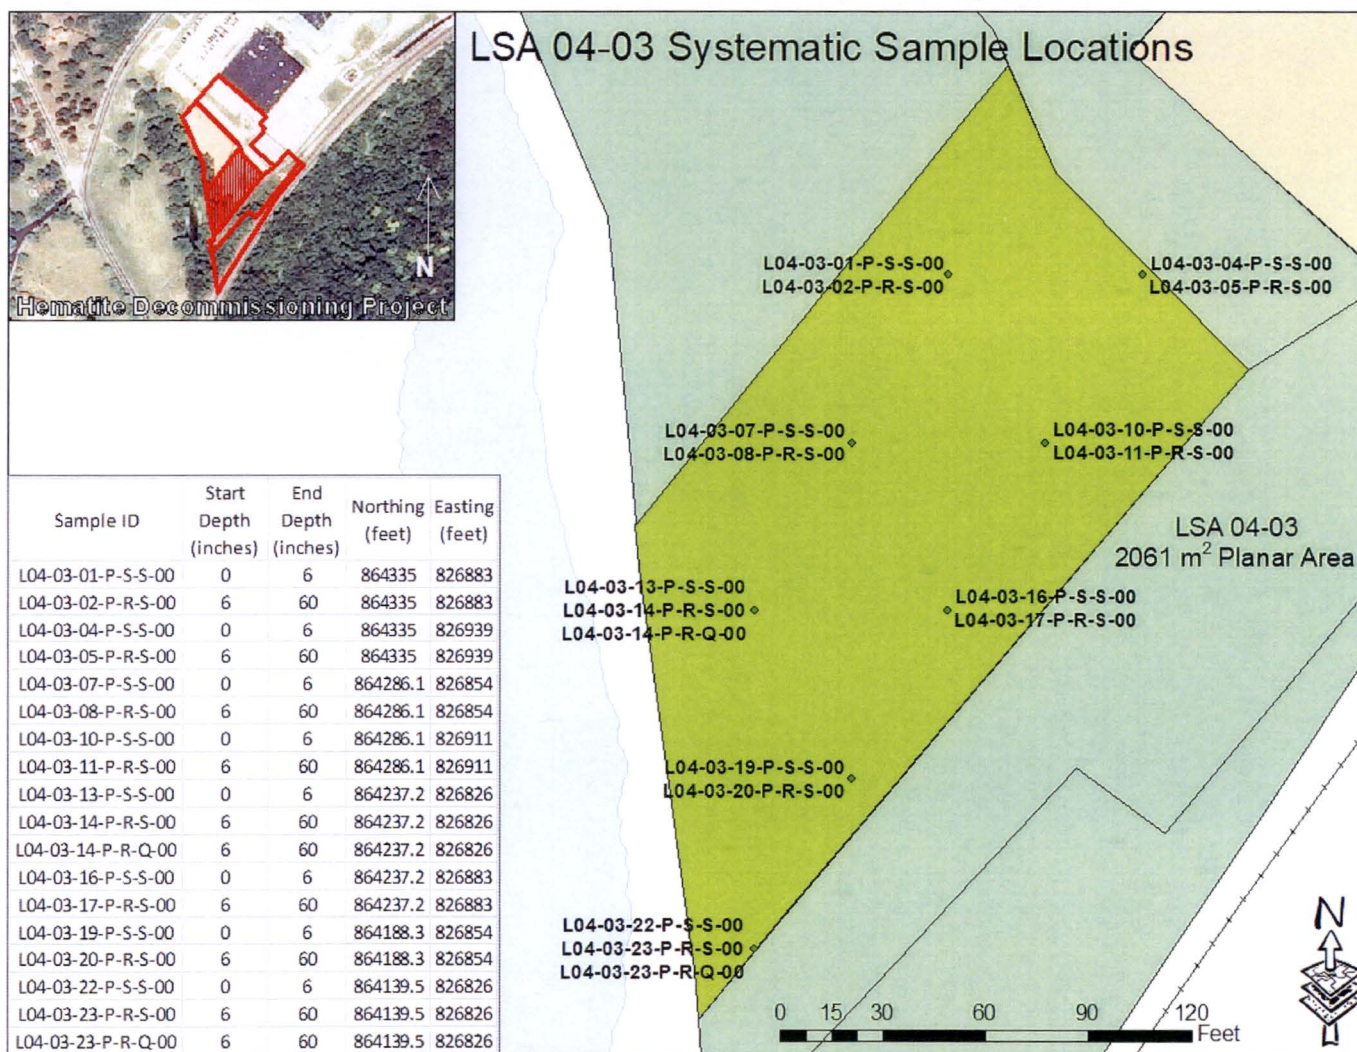 LSA 04-03 Systematic Sample Locations
N
Hematite Decommissioning Project
L04-03-01-P-S-S-00
L04-03-02-P-R-S-00
L04-03-04-P-S-S-00
L04-03-05-P-R-S-00
L04-03-07-P-S-S-00
L04-03-08-P-R-S-00
L04-03-10-P-S-S-00
L04-03-11-P-R-S-00
LSA 04-03
2061 m² Planar Area
L04-03-13-P-S-S-00
L04-03-14-P-R-S-00
L04-03-14-P-R-Q-00
L04-03-16-P-S-S-00
L04-03-17-P-R-S-00
L04-03-19-P-S-S-00
L04-03-20-P-R-S-00
L04-03-22-P-S-S-00
L04-03-23-P-R-S-00
L04-03-23-P-R-Q-00
Sample ID Start Depth (inches) End Depth (inches) Northing (feet) Easting (feet)
L04-03-01-P-S-S-00 0 6 864335 826883
L04-03-02-P-R-S-00 6 60 864335 826883
L04-03-04-P-S-S-00 0 6 864335 826939
L04-03-05-P-R-S-00 6 60 864335 826939
L04-03-07-P-S-S-00 0 6 864286.1 826854
L04-03-08-P-R-S-00 6 60 864286.1 826854
L04-03-10-P-S-S-00 0 6 864286.1 826911
L04-03-11-P-R-S-00 6 60 864286.1 826911
L04-03-13-P-S-S-00 0 6 864237.2 826826
L04-03-14-P-R-S-00 6 60 864237.2 826826
L04-03-14-P-R-Q-00 6 60 864237.2 826826
L04-03-16-P-S-S-00 0 6 864237.2 826883
L04-03-17-P-R-S-00 6 60 864237.2 826883
L04-03-19-P-S-S-00 0 6 864188.3 826854
L04-03-20-P-R-S-00 6 60 864188.3 826854
L04-03-22-P-S-S-00 0 6 864139.5 826826
L04-03-23-P-R-S-00 6 60 864139.5 826826
L04-03-23-P-R-Q-00 6 60 864139.5 826826
0 15 30 60 90 120
Feet
N